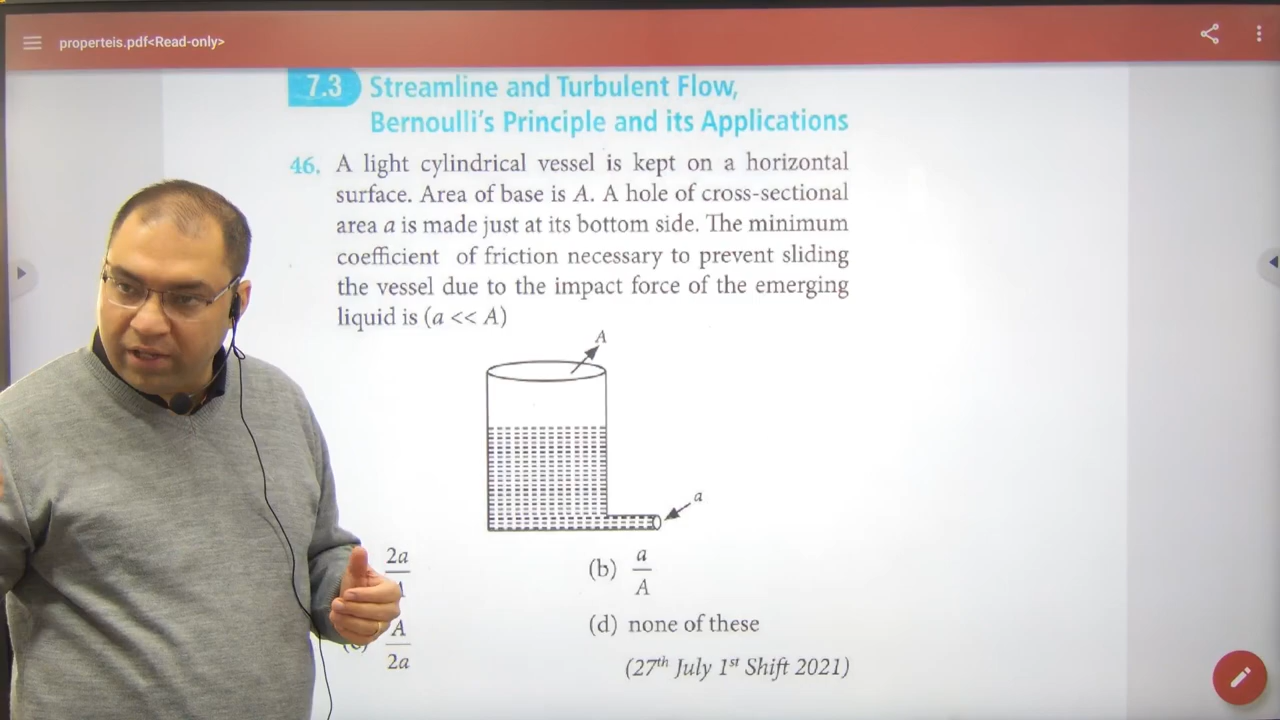 properteis.pdf<Read-only>
7.3 Streamline and Turbulent Flow,
Bernoulli's Principle and its Applications
46. A light cylindrical vessel is kept on a horizontal
surface. Area of base is A. A hole of cross-sectional
area a is made just at its bottom side. The minimum
coefficient of friction necessary to prevent sliding
the vessel due to the impact force of the emerging
liquid is (a << A)
A
a
2a
(b) a
A
A
(d) none of these
2a
(27th July 1st Shift 2021)